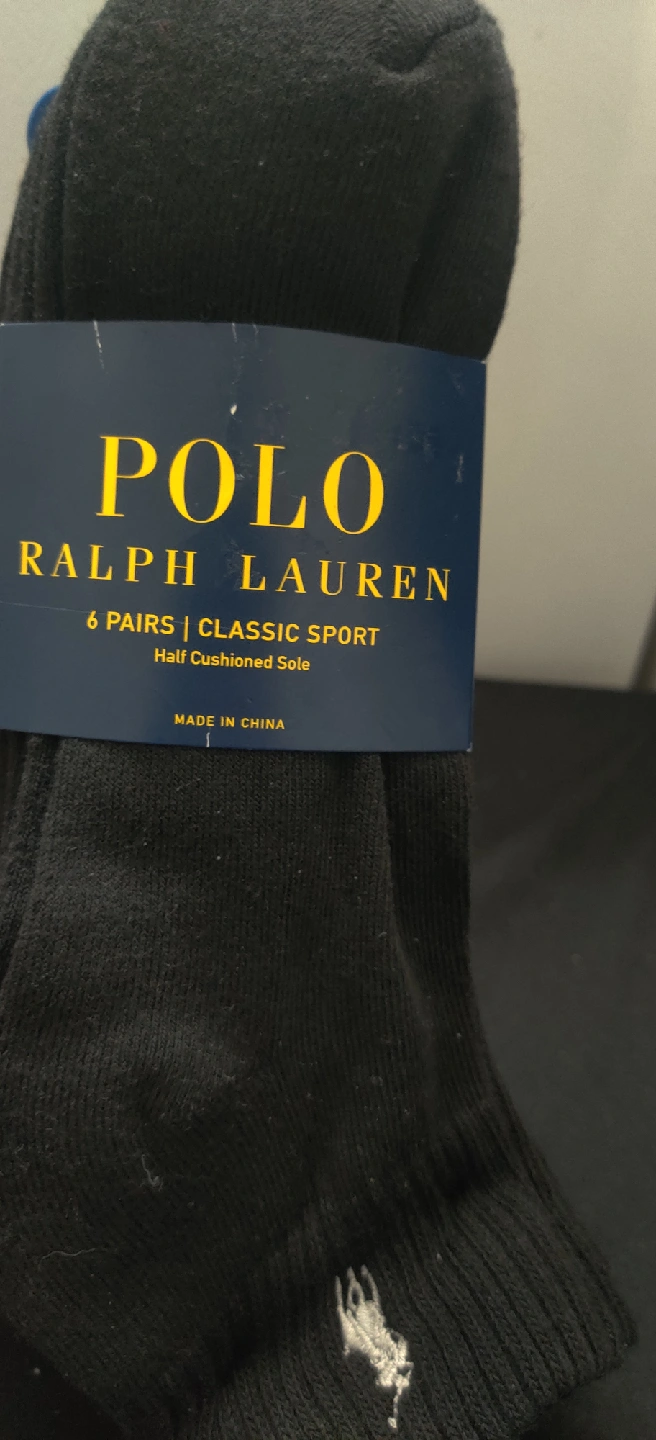 POLO
RALPH LAUREN
6 PAIRS | CLASSIC SPORT
Half Cushioned Sole
MADE IN CHINA